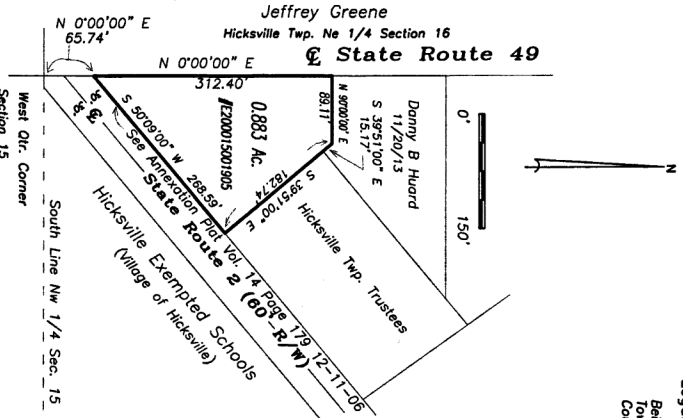 Jeffrey Greene
Hicksville Twp. Ne 1/4 Section 16
℄ State Route 49
N 0°00'00" E
65.74'
N 0°00'00" E
312.40'
N 90°00'00" E
89.11'
Danny B Huard
11/20/13
S 39°51'00" E
15.17'
0.883 Ac.
#E200015001905
S 39°51'00" E
182.74'
S 50°09'00" W 268.59'
See Annexation Plat Vol. 14 Page 179 12-11-06
State Route 2 (60'-R/W)
Hicksville Exempted Schools
(Village of Hicksville)
Hicksville Twp. Trustees
0' 150'
N
30' 30'
West Qtr. Corner
Section 15
South Line Nw 1/4 Sec. 15